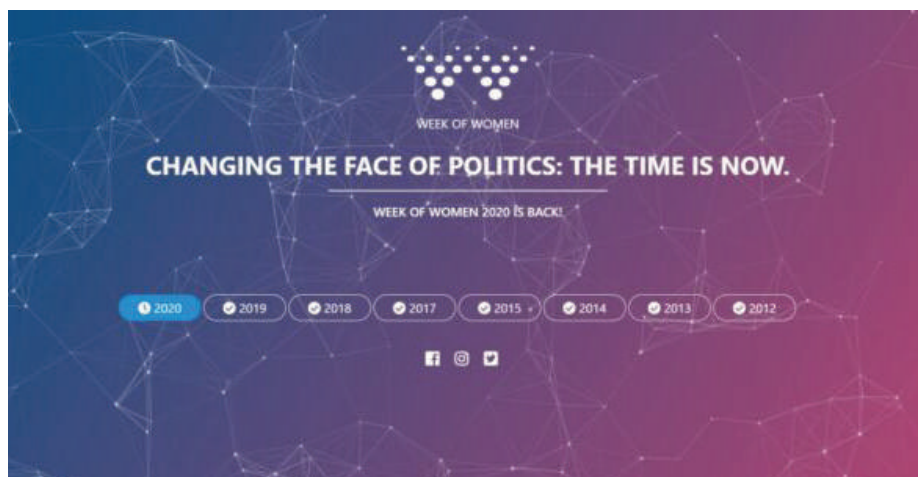 WEEK OF WOMEN
CHANGING THE FACE OF POLITICS: THE TIME IS NOW.
WEEK OF WOMEN 2020 IS BACK!
2020 2019 2018 2017 2015 2014 2013 2012